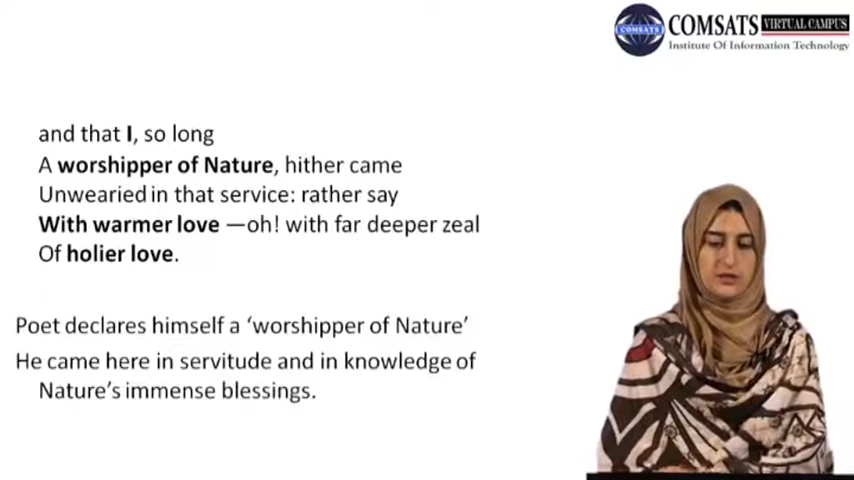 COMSATS
COMSATS VIRTUAL CAMPUS
Institute Of Information Technology
and that I, so long
A worshipper of Nature, hither came
Unwearied in that service: rather say
With warmer love —oh! with far deeper zeal
Of holier love.
Poet declares himself a ‘worshipper of Nature’
He came here in servitude and in knowledge of
Nature’s immense blessings.